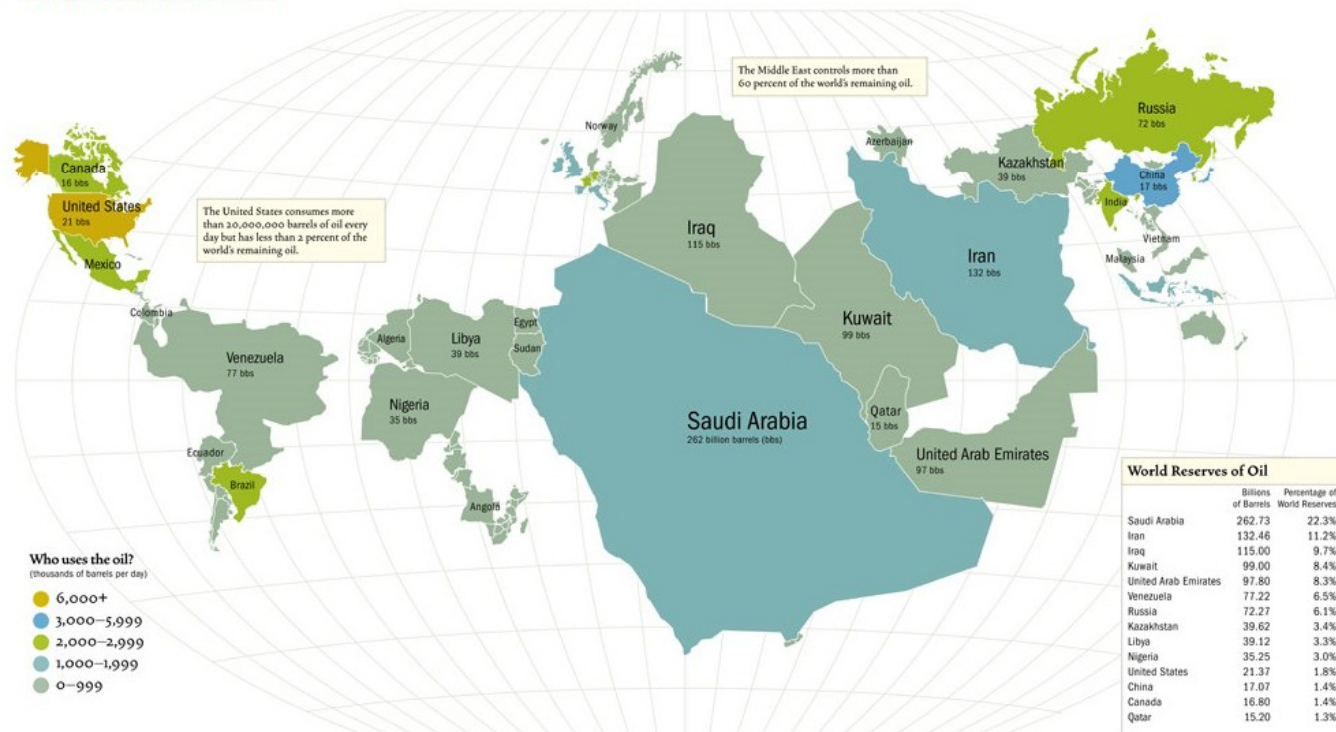 The Middle East controls more than
60 percent of the world's remaining oil.
Norway
Azerbaijan
Russia
72 bbs
Kazakhstan
39 bbs
China
17 bbs
India
Vietnam
Malaysia
Canada
16 bbs
United States
21 bbs
Mexico
The United States consumes more
than 20,000,000 barrels of oil every
day but has less than 2 percent of the
world's remaining oil.
Iraq
115 bbs
Iran
132 bbs
Kuwait
99 bbs
Colombia
Venezuela
77 bbs
Algeria
Libya
39 bbs
Egypt
Sudan
Nigeria
35 bbs
Qatar
15 bbs
Saudi Arabia
262 billion barrels (bbs)
United Arab Emirates
97 bbs
Ecuador
Brazil
Angola
Who uses the oil?
(thousands of barrels per day)
6,000+
3,000–5,999
2,000–2,999
1,000–1,999
0–999
World Reserves of Oil
Billions Percentage of
of Barrels World Reserves
Saudi Arabia 262.73 22.3%
Iran 132.46 11.2%
Iraq 115.00 9.7%
Kuwait 99.00 8.4%
United Arab Emirates 97.80 8.3%
Venezuela 77.22 6.5%
Russia 72.27 6.1%
Kazakhstan 39.62 3.4%
Libya 39.12 3.3%
Nigeria 35.25 3.0%
United States 21.37 1.8%
China 17.07 1.4%
Canada 16.80 1.4%
Qatar 15.20 1.3%